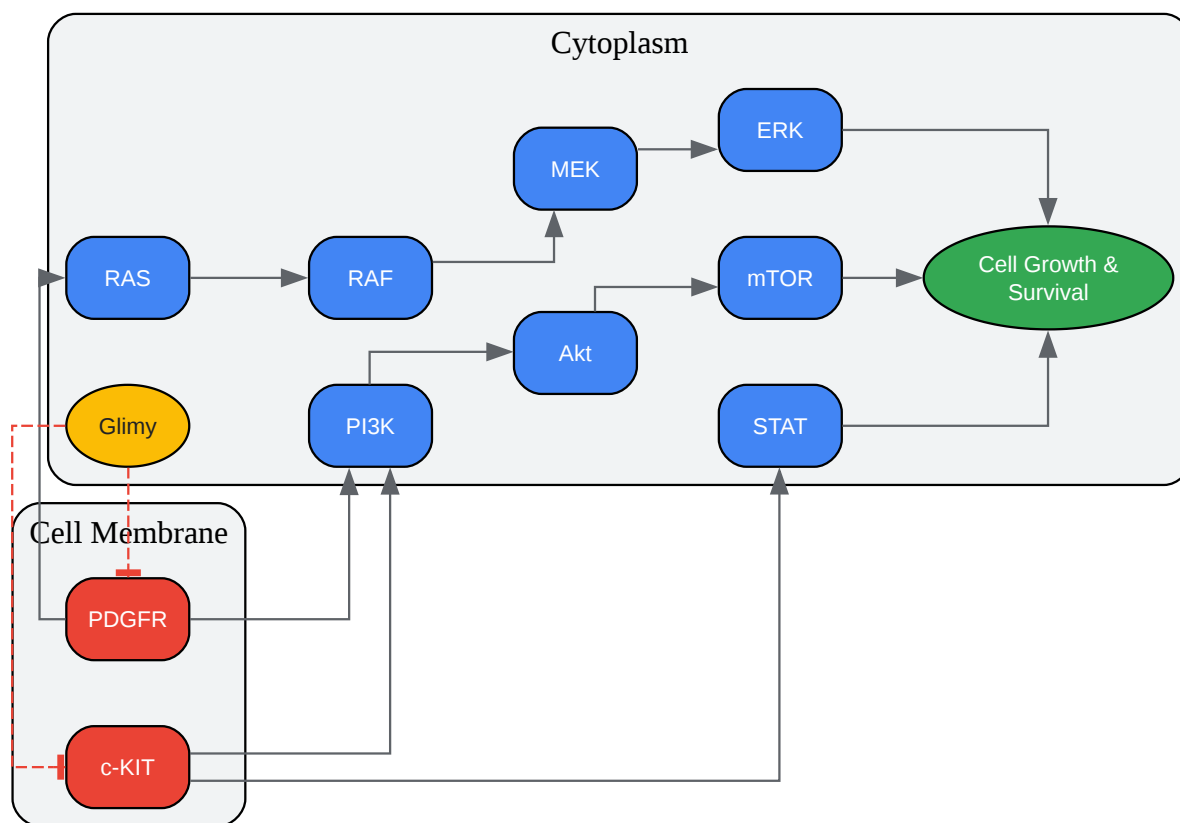 Cytoplasm
ERK
MEK
RAS
RAF
mTOR
Cell Growth &
Survival
Akt
Glimy
PI3K
STAT
Cell Membrane
PDGFR
c-KIT